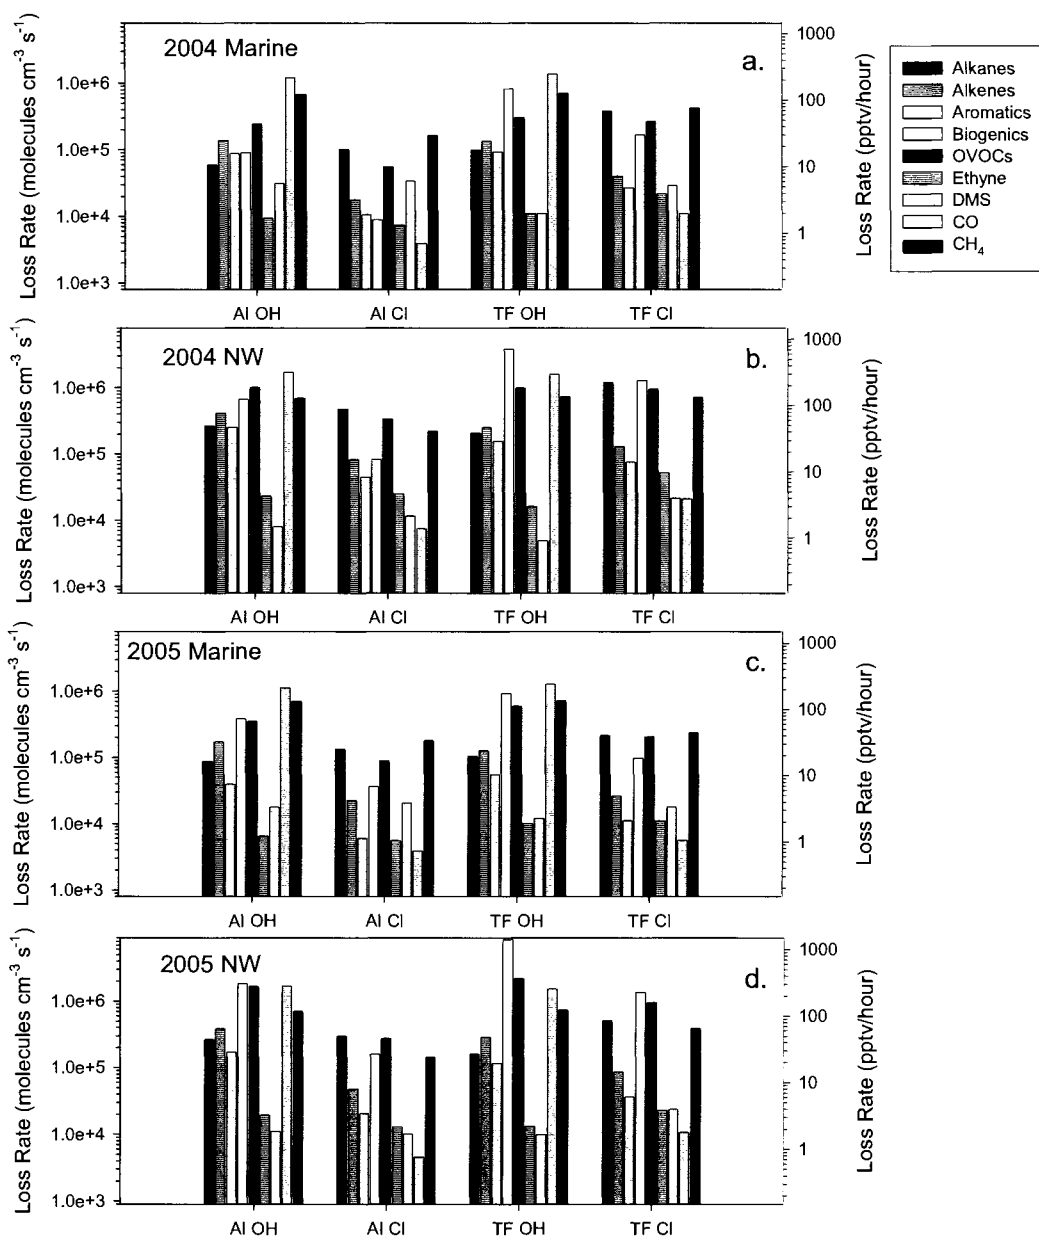 2004 Marine
a.
Loss Rate (molecules cm-3 s-1)
1.0e+6
1.0e+5
1.0e+4
1.0e+3
1000
100
10
1
Loss Rate (pptv/hour)
AI OH AI Cl TF OH TF Cl
Alkanes
Alkenes
Aromatics
Biogenics
OVOCs
Ethyne
DMS
CO
CH4
2004 NW
b.
Loss Rate (molecules cm-3 s-1)
1.0e+6
1.0e+5
1.0e+4
1.0e+3
1000
100
10
1
Loss Rate (pptv/hour)
AI OH AI Cl TF OH TF Cl
2005 Marine
c.
Loss Rate (molecules cm-3 s-1)
1.0e+6
1.0e+5
1.0e+4
1.0e+3
1000
100
10
1
Loss Rate (pptv/hour)
AI OH AI Cl TF OH TF Cl
2005 NW
d.
Loss Rate (molecules cm-3 s-1)
1.0e+6
1.0e+5
1.0e+4
1.0e+3
1000
100
10
1
Loss Rate (pptv/hour)
AI OH AI Cl TF OH TF Cl